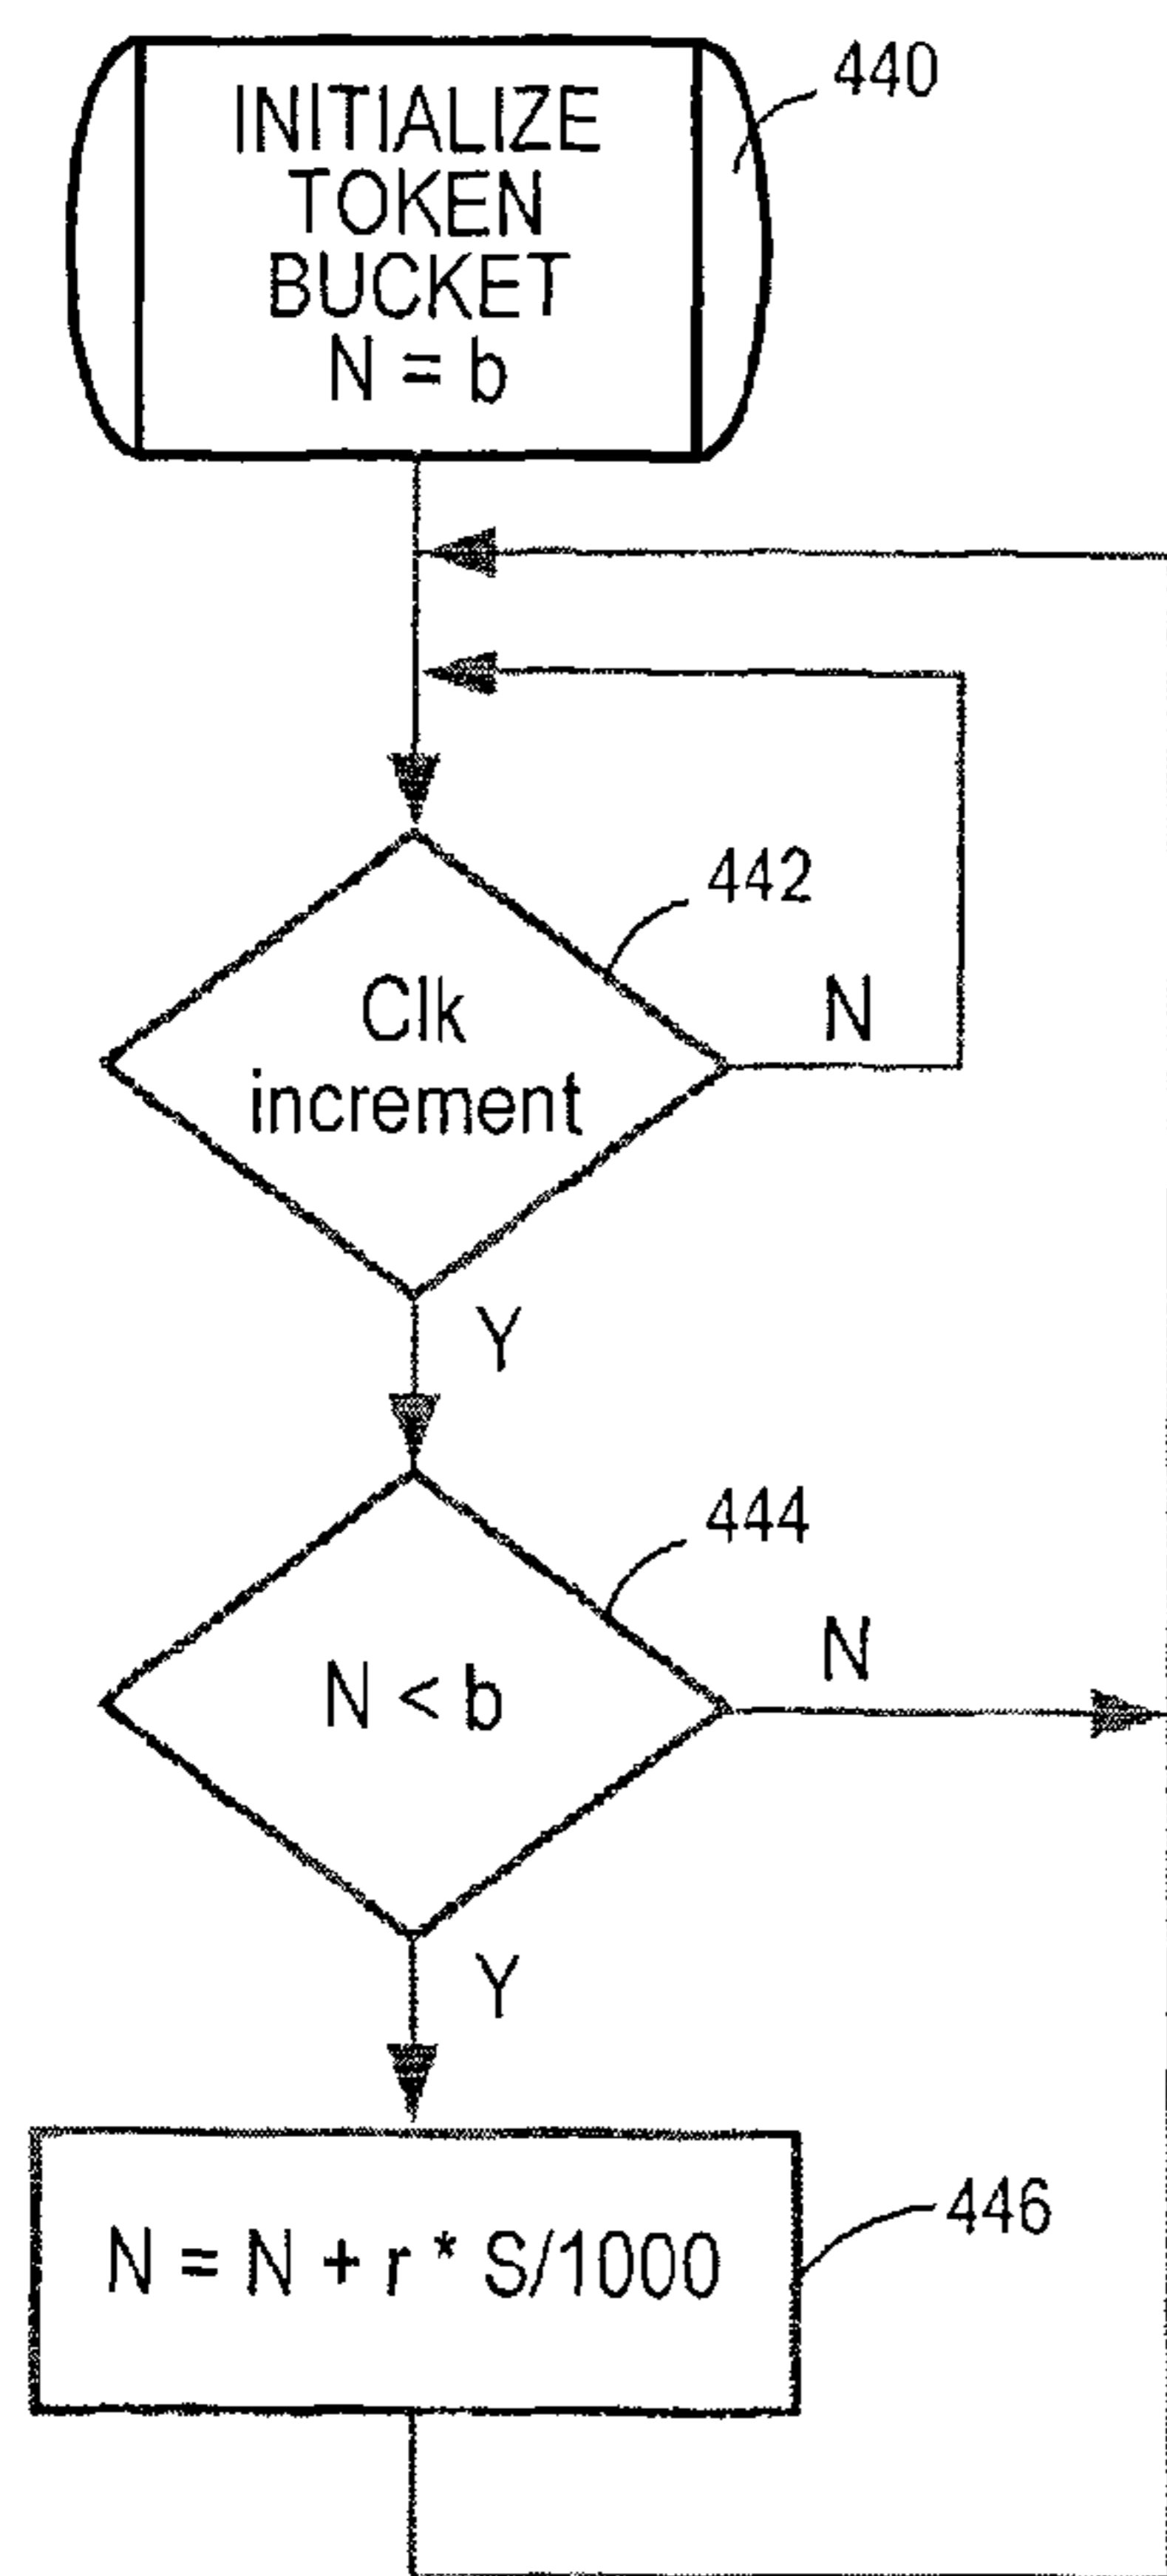 INITIALIZE
TOKEN
BUCKET
N = b
440
442
Clk
increment
N
Y
444
N < b
N
Y
N = N + r * S/1000
446